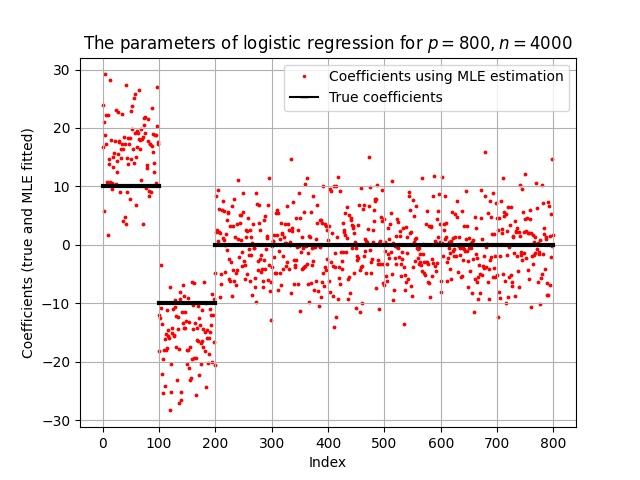 The parameters of logistic regression for p = 800, n = 4000
Coefficients (true and MLE fitted)
30
20
10
0
−10
−20
−30
Coefficients using MLE estimation
True coefficients
0 100 200 300 400 500 600 700 800
Index